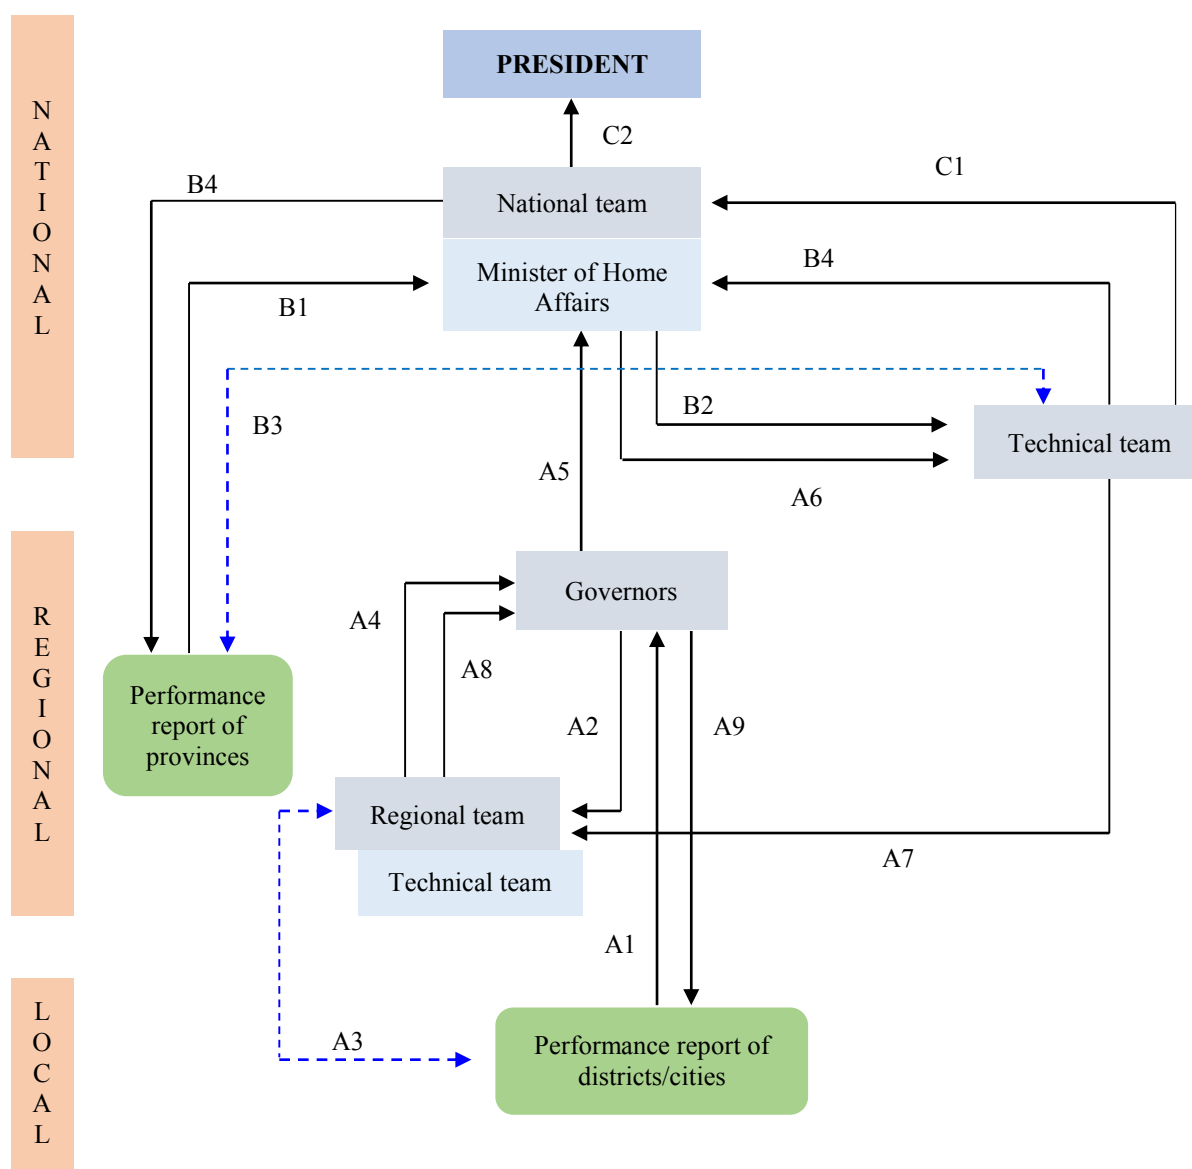 NATIONAL
PRESIDENT
C2
C1
B4
National team
B4
Minister of Home
Affairs
B1
B2
B3
Technical team
A5
A6
REGIONAL
Governors
A4
A8
Performance
report of
provinces
A2
A9
Regional team
A7
Technical team
A1
LOCAL
A3
Performance report of
districts/cities